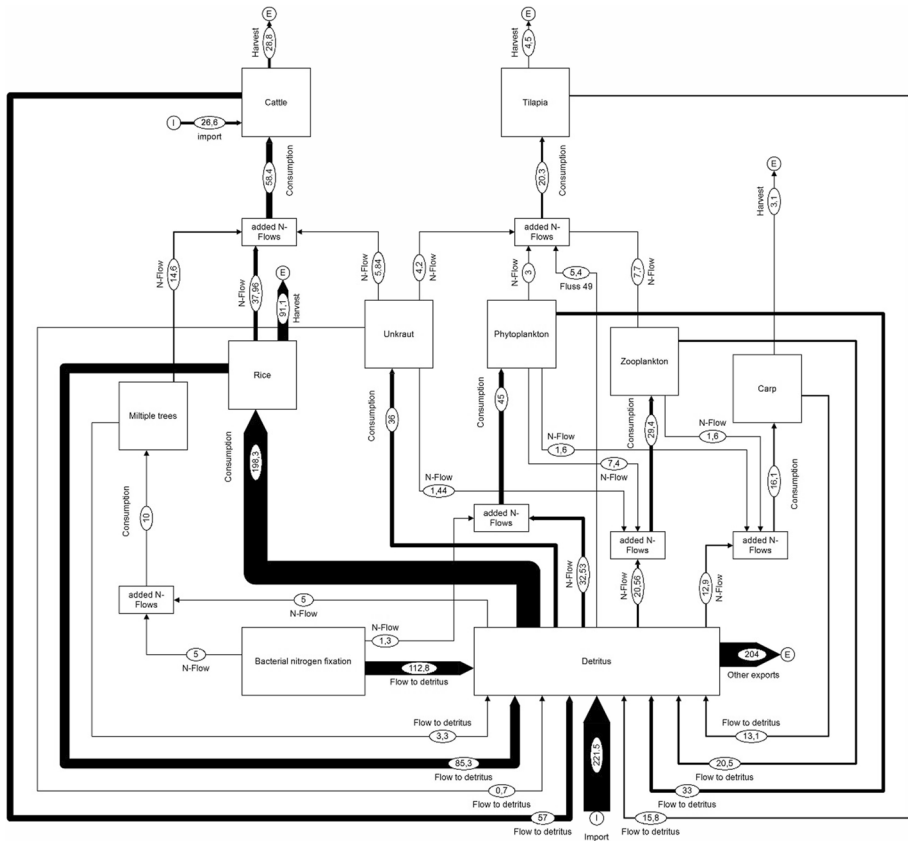 E
E
Harvest
28,8
Harvest
4,5
Cattle
Tilapia
I
26,6
import
58,4
Consumption
20.3
Consumption
E
Harvest
3,1
added N-
Flows
added N-
Flows
N-Flow
14,6
N-Flow
37,96
E
91,1
Harvest
5,84
N-Flow
4,2
N-Flow
N-Flow
3
5,4
Fluss 49
7,7
N-Flow
Unkraut
Phytoplankton
Zooplankton
Rice
Miltiple trees
Carp
Consumption
198,3
Consumption
36
Consumption
45
Consumption
29,4
16,1
Consumption
N-Flow
1,6
N-Flow
1,6
7,4
N-Flow
N-Flow
1,44
Consumption
10
added N-
Flows
added N-
Flows
added N-
Flows
N-Flow
32,53
N-Flow
20,56
12,9
N-Flow
added N-
Flows
5
N-Flow
N-Flow
1,3
5
N-Flow
Bacterial nitrogen fixation
112,8
Flow to detritus
Detritus
204
E
Other exports
Flow to detritus
3,3
Flow to detritus
13,1
85,3
Flow to detritus
20,5
Flow to detritus
0,7
Flow to detritus
33
Flow to detritus
221.5
57
Flow to detritus
I
Import
15,8
Flow to detritus